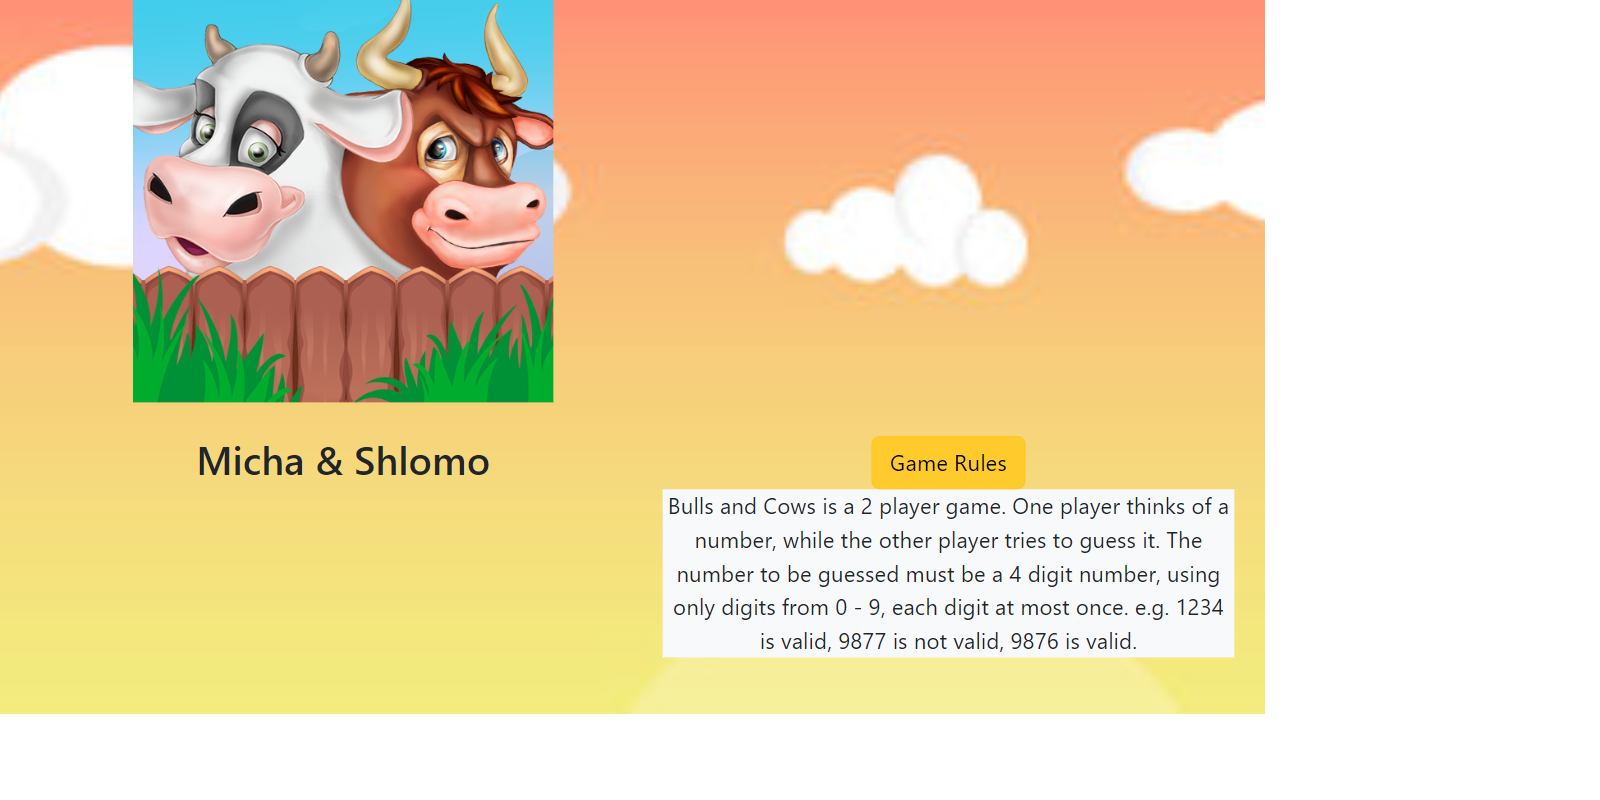 Micha & Shlomo
Game Rules
Bulls and Cows is a 2 player game. One player thinks of a
number, while the other player tries to guess it. The
number to be guessed must be a 4 digit number, using
only digits from 0 - 9, each digit at most once. e.g. 1234
is valid, 9877 is not valid, 9876 is valid.